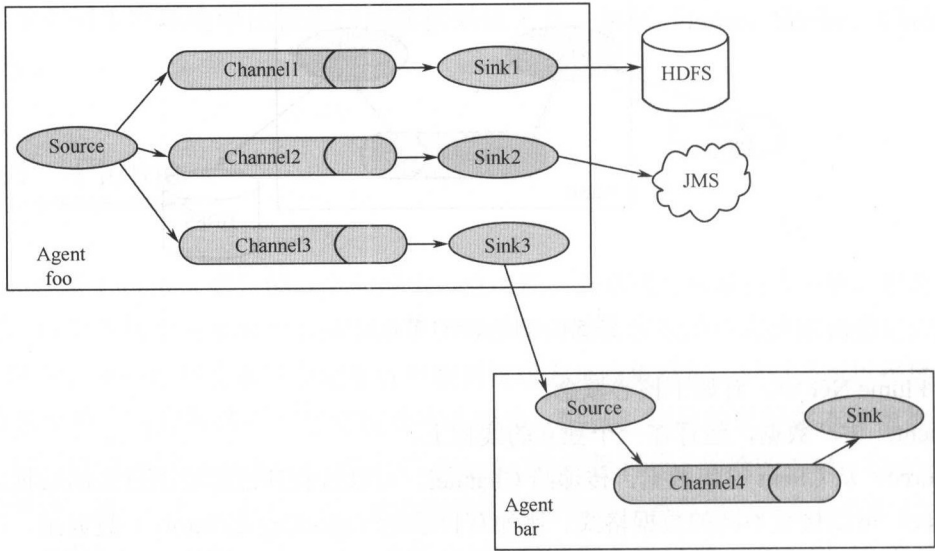 Channel1
Sink1
HDFS
Source
Channel2
Sink2
JMS
Channel3
Sink3
Agent
foo
Source
Sink
Channel4
Agent
bar